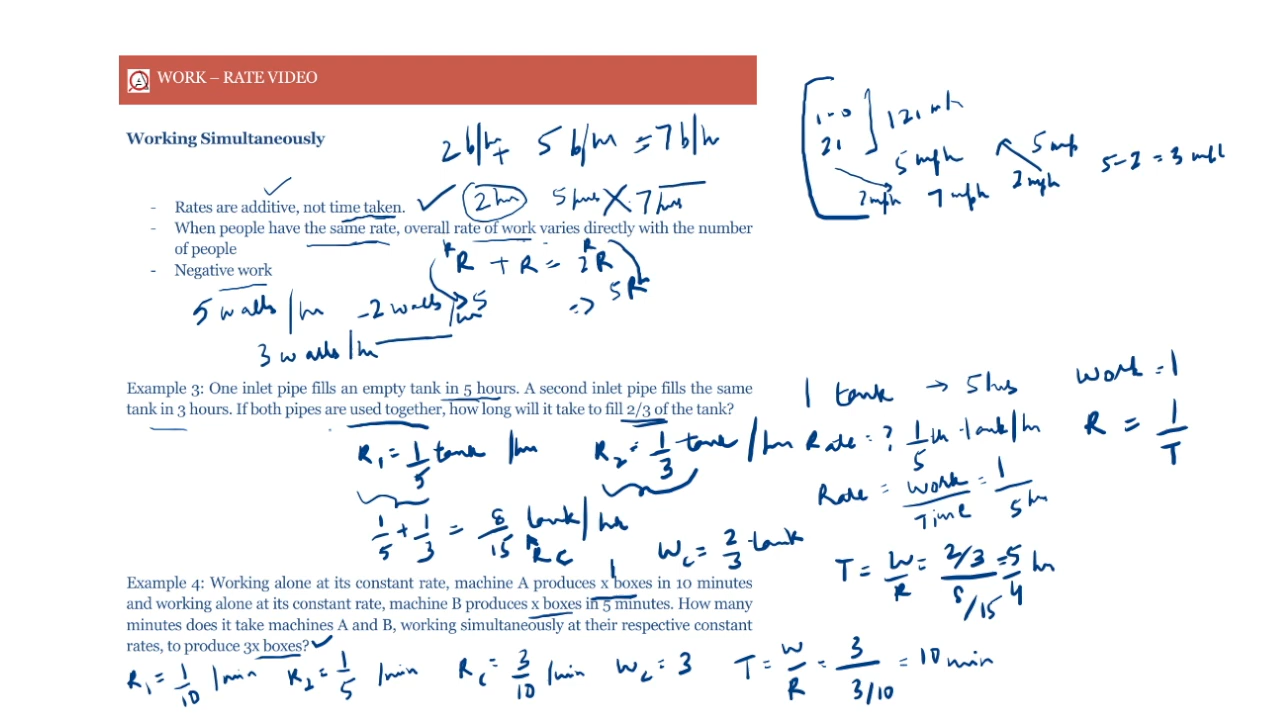 WORK – RATE VIDEO
Working Simultaneously
2 b/hr + 5 b/hr = 7 b/hr
- Rates are additive, not time taken.
2 hr 5 hrs 7 hrs
- When people have the same rate, overall rate of work varies directly with the number
of people
- Negative work
R + R = 2R
=> 5R
5 walls/hr -2 walls/hr
3 walls/hr
121 mh
5 mph
2 mph 7 mph
5 mph
2 mph
5-2 = 3 mph
Example 3: One inlet pipe fills an empty tank in 5 hours. A second inlet pipe fills the same
tank in 3 hours. If both pipes are used together, how long will it take to fill 2/3 of the tank?
R1 = 1/5 tank/hr R2 = 1/3 tank/hr
1/5 + 1/3 = 8/15 tank/hr
Rc
Wc = 2/3 tank
1 tank → 5 hrs
Work = 1
Rate = ? 1/5 th tank/hr
R = 1/T
Rate = Work/Time = 1/5 hr
T = W/R = (2/3)/(8/15) = 5/4 hr
1
Example 4: Working alone at its constant rate, machine A produces x boxes in 10 minutes
and working alone at its constant rate, machine B produces x boxes in 5 minutes. How many
minutes does it take machines A and B, working simultaneously at their respective constant
rates, to produce 3x boxes?
R1 = 1/10 /min R2 = 1/5 /min Rc = 3/10 /min Wc = 3 T = W/R = 3/(3/10) = 10 min